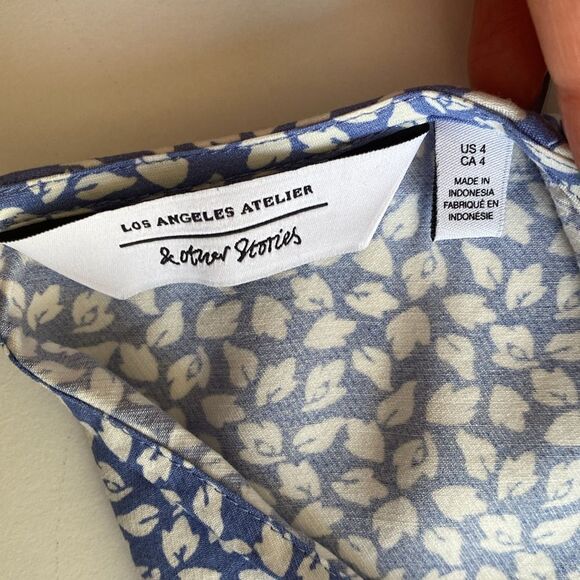 LOS ANGELES ATELIER
& other Stories
US 4
CA 4
MADE IN
INDONESIA
FABRIQUÉ EN
INDONÉSIE